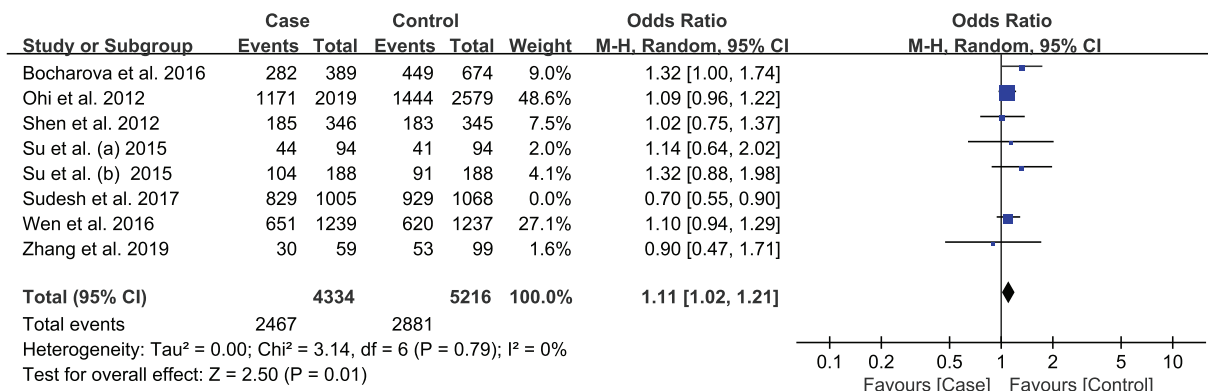 Case Control Odds Ratio Odds Ratio
Study or Subgroup Events Total Events Total Weight M-H, Random, 95% CI M-H, Random, 95% CI
Bocharova et al. 2016 282 389 449 674 9.0% 1.32 [1.00, 1.74]
Ohi et al. 2012 1171 2019 1444 2579 48.6% 1.09 [0.96, 1.22]
Shen et al. 2012 185 346 183 345 7.5% 1.02 [0.75, 1.37]
Su et al. (a) 2015 44 94 41 94 2.0% 1.14 [0.64, 2.02]
Su et al. (b) 2015 104 188 91 188 4.1% 1.32 [0.88, 1.98]
Sudesh et al. 2017 829 1005 929 1068 0.0% 0.70 [0.55, 0.90]
Wen et al. 2016 651 1239 620 1237 27.1% 1.10 [0.94, 1.29]
Zhang et al. 2019 30 59 53 99 1.6% 0.90 [0.47, 1.71]
Total (95% CI) 4334 5216 100.0% 1.11 [1.02, 1.21]
Total events 2467 2881
Heterogeneity: Tau² = 0.00; Chi² = 3.14, df = 6 (P = 0.79); I² = 0%
Test for overall effect: Z = 2.50 (P = 0.01)
0.1 0.2 0.5 1 2 5 10
Favours [Case] Favours [Control]